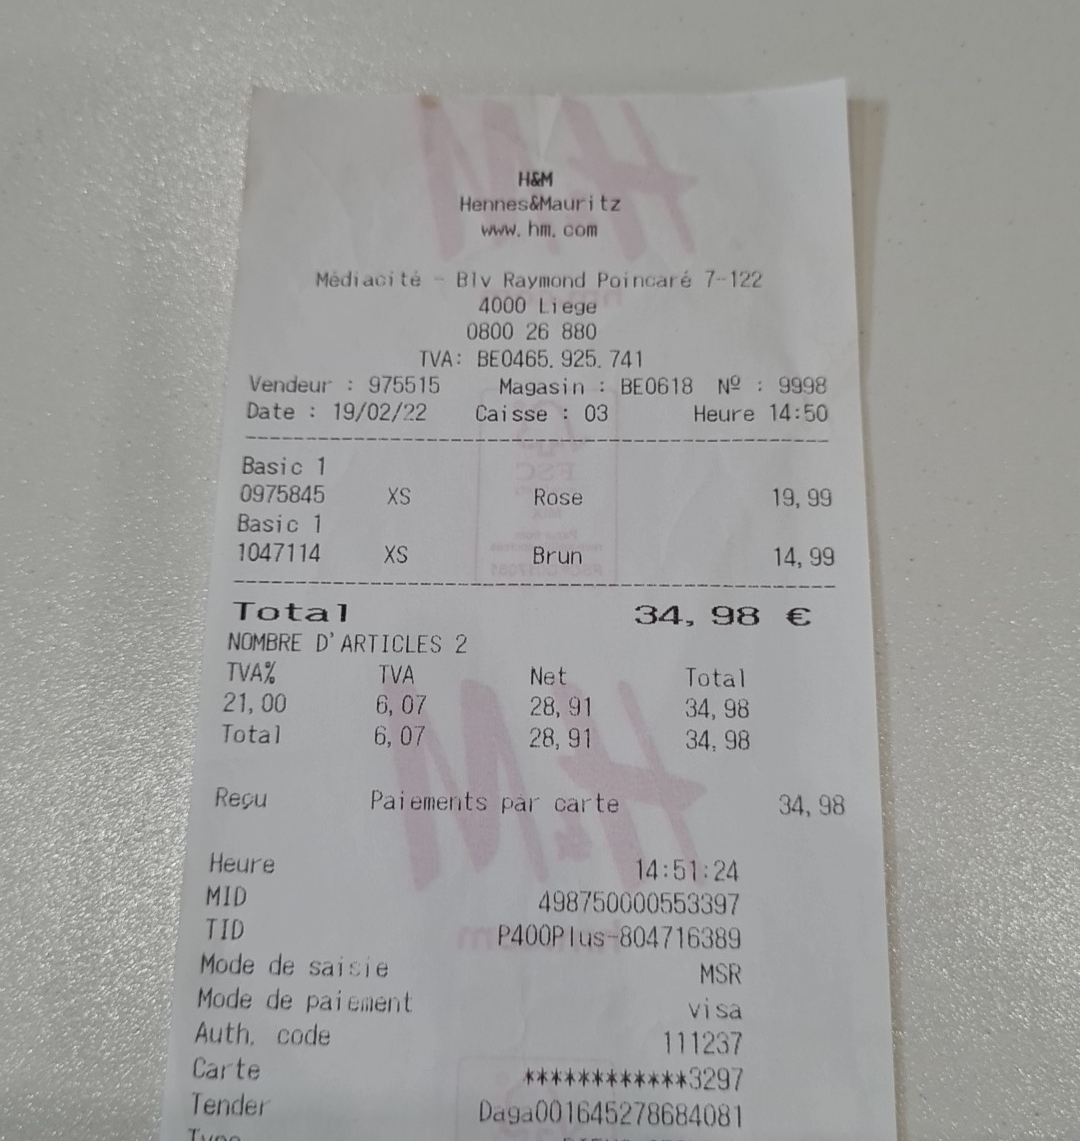 H&M
Hennes&Mauritz
www.hm.com
Médiacité - Blv Raymond Poincaré 7-122
4000 Liege
0800 26 880
TVA: BE0465.925.741
Vendeur : 975515 Magasin : BE0618 Nº : 9998
Date : 19/02/22 Caisse : 03 Heure 14:50
Basic 1
0975845 XS Rose 19,99
Basic 1
1047114 XS Brun 14,99
Total 34,98 €
NOMBRE D'ARTICLES 2
TVA% TVA Net Total
21,00 6,07 28,91 34,98
Total 6,07 28,91 34,98
Reçu Paiements par carte 34,98
Heure 14:51:24
MID 498750000553397
TID P400Plus-804716389
Mode de saisie MSR
Mode de paiement visa
Auth. code 111237
Carte ************3297
Tender Daga001645278684081